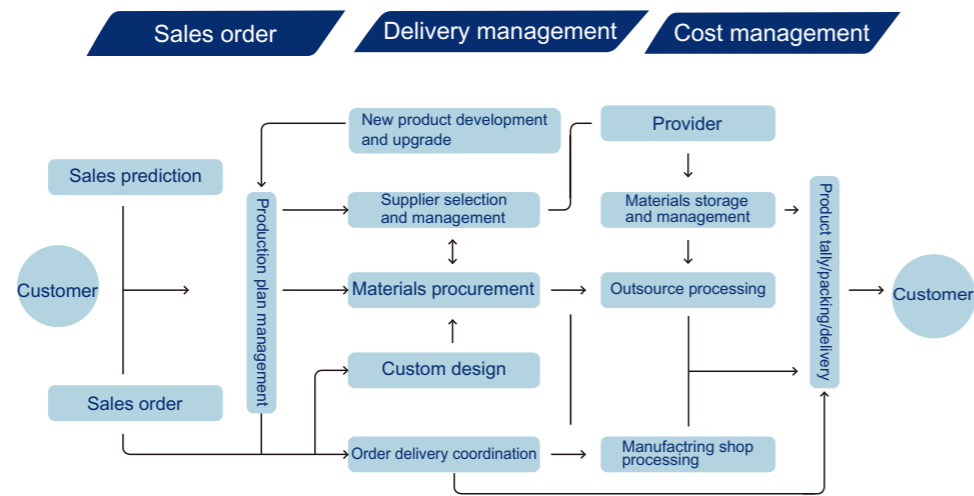 Sales order
Delivery management
Cost management
New product development
and upgrade
Provider
Sales prediction
Production plan management
Supplier selection
and management
Materials storage
and management
Product tally/packing/delivery
Customer
Materials procurement
Outsource processing
Customer
Custom design
Sales order
Order delivery coordination
Manufactring shop
processing